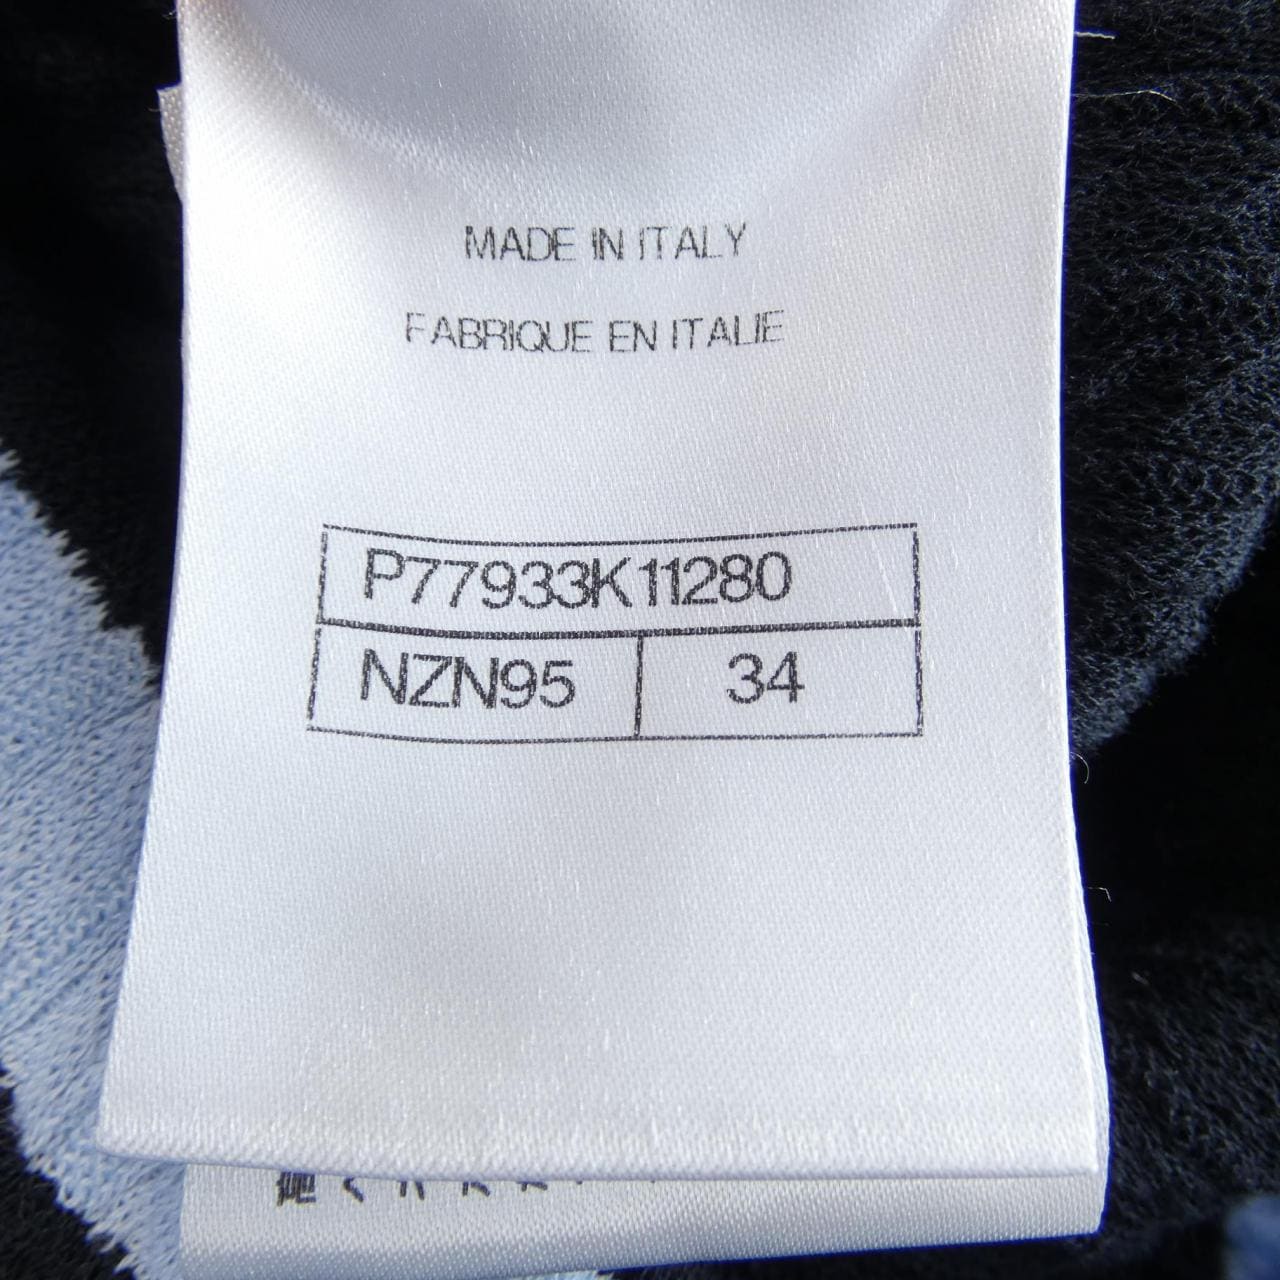 MADE IN ITALY
FABRIQUE EN ITALIE
P77933K11280
NZN95 34